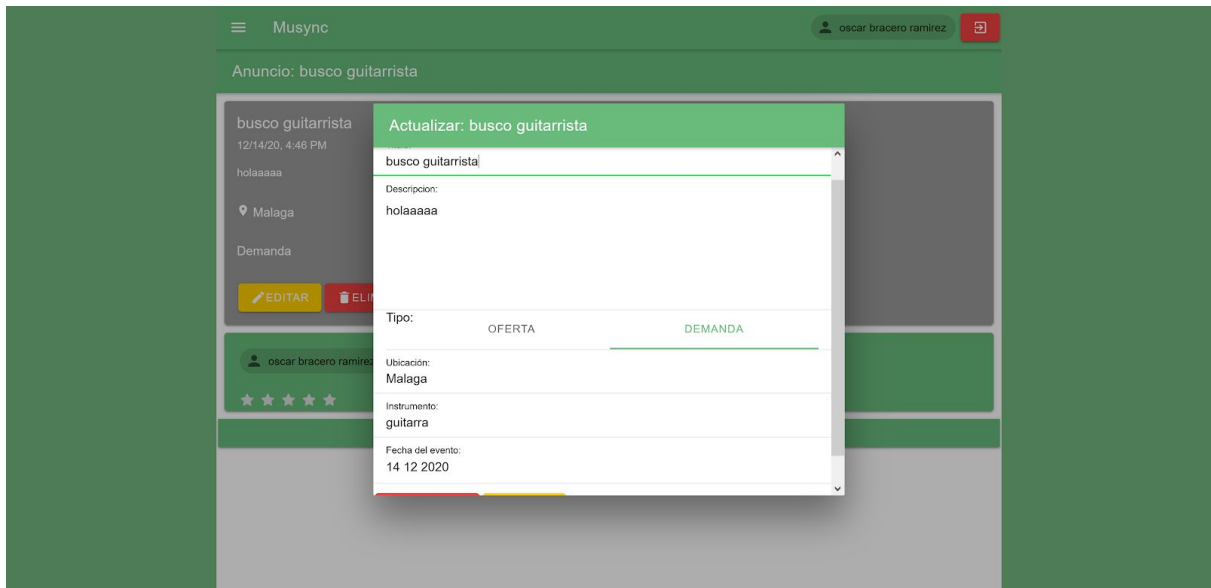 Musync
oscar bracero ramirez
Anuncio: busco guitarrista
busco guitarrista
12/14/20, 4:46 PM
holaaaaa
Malaga
Demanda
EDITAR
ELI
oscar bracero ramirez
Actualizar: busco guitarrista
busco guitarrista
Descripcion:
holaaaaa
Tipo:
OFERTA
DEMANDA
Ubicación:
Malaga
Instrumento:
guitarra
Fecha del evento:
14 12 2020